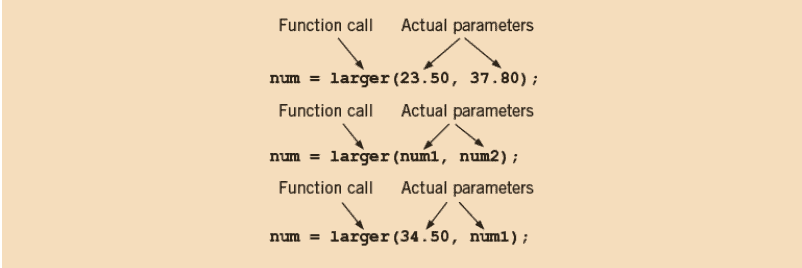 Function call Actual parameters
num = larger(23.50, 37.80);
Function call Actual parameters
num = larger(num1, num2);
Function call Actual parameters
num = larger(34.50, num1);